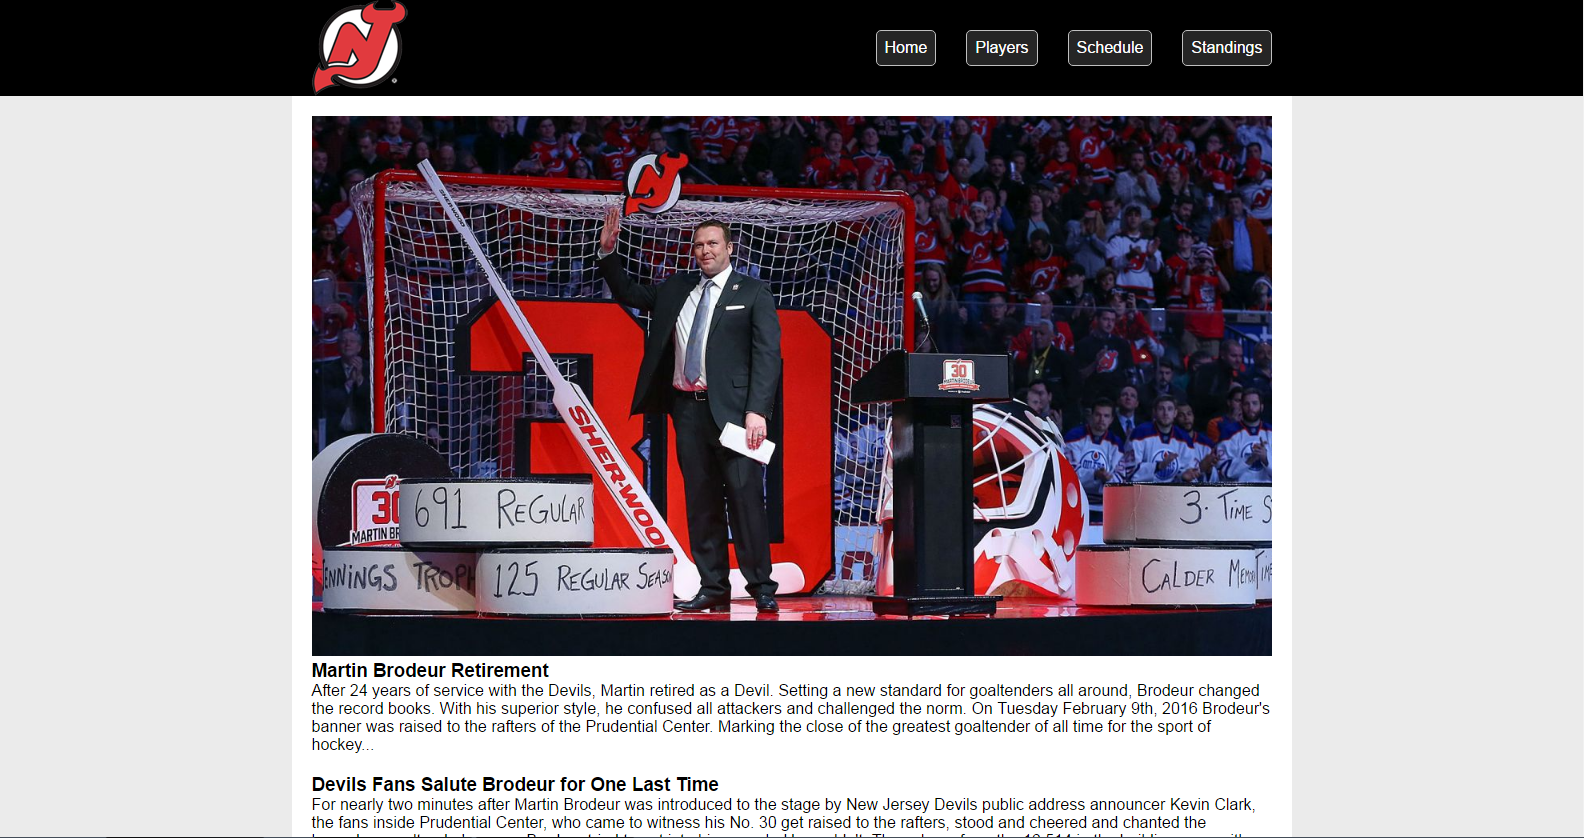 Home
Players
Schedule
Standings
30
SHER-WOOD
30
MARTIN BRODEUR
30
MARTIN BR
691 REGULAR S
3-TIME S
ENNINGS TROPH
125 REGULAR SEASON
CALDER MEMO
TIME
Martin Brodeur Retirement
After 24 years of service with the Devils, Martin retired as a Devil. Setting a new standard for goaltenders all around, Brodeur changed
the record books. With his superior style, he confused all attackers and challenged the norm. On Tuesday February 9th, 2016 Brodeur's
banner was raised to the rafters of the Prudential Center. Marking the close of the greatest goaltender of all time for the sport of
hockey...
Devils Fans Salute Brodeur for One Last Time
For nearly two minutes after Martin Brodeur was introduced to the stage by New Jersey Devils public address announcer Kevin Clark,
the fans inside Prudential Center, who came to witness his No. 30 get raised to the rafters, stood and cheered and chanted the